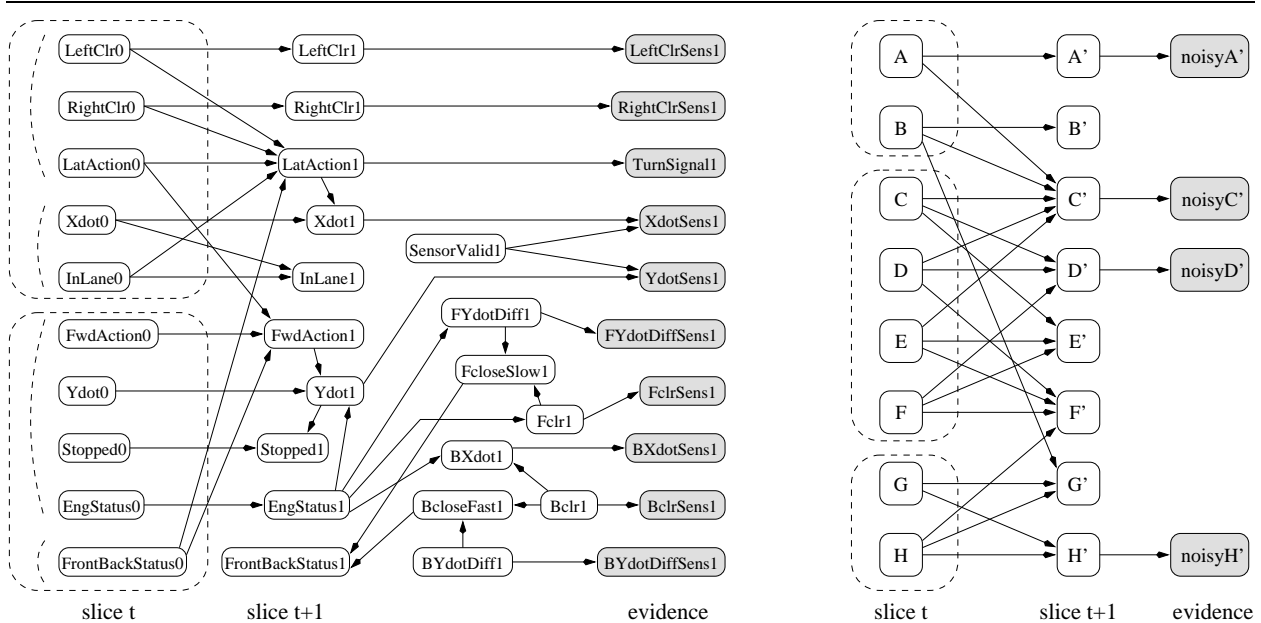 LeftClr0 LeftClr1 LeftClrSens1
RightClr0 RightClr1 RightClrSens1
LatAction0 LatAction1 TurnSignal1
Xdot0 Xdot1 XdotSens1
SensorValid1
InLane0 InLane1 YdotSens1
FYdotDiff1
FwdAction0 FwdAction1 FYdotDiffSens1
FcloseSlow1
Ydot0 Ydot1 FclrSens1
Fclr1
Stopped0 Stopped1 BXdotSens1
BXdot1
EngStatus0 EngStatus1 BcloseFast1 Bclr1 BclrSens1
FrontBackStatus0 FrontBackStatus1 BYdotDiff1 BYdotDiffSens1
slice t slice t+1 evidence
A A' noisyA'
B B'
C C' noisyC'
D D' noisyD'
E E'
F F'
G G'
H H' noisyH'
slice t slice t+1 evidence